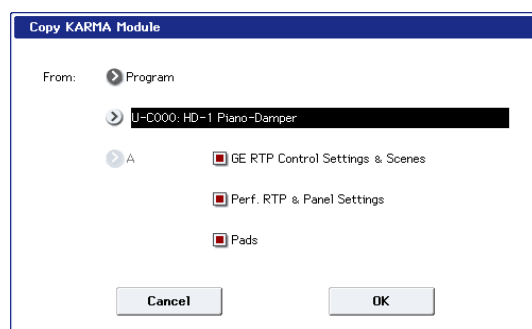 Copy KARMA Module
From: Program
U-C000: HD-1 Piano-Damper
A GE RTP Control Settings & Scenes
Perf. RTP & Panel Settings
Pads
Cancel OK